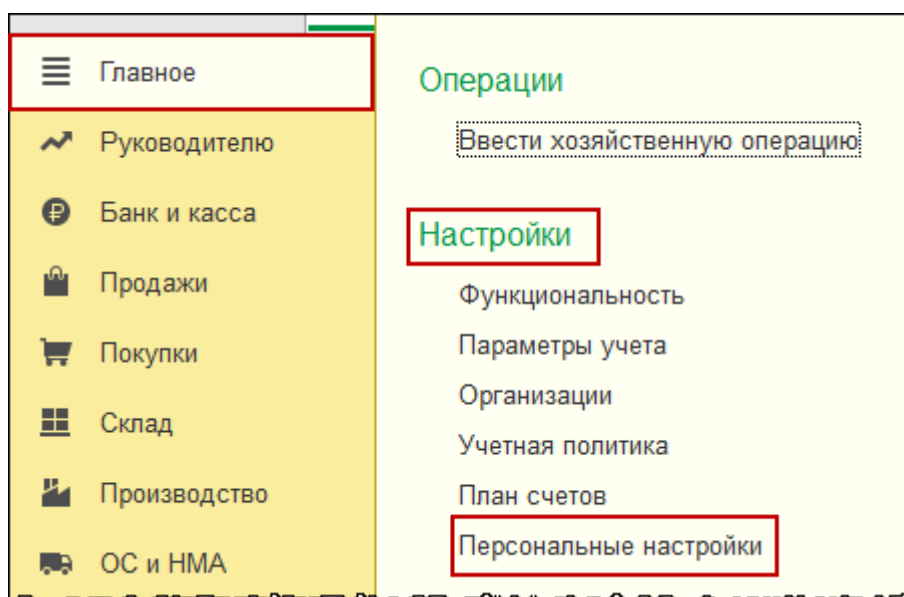 Главное
Руководителю
Банк и касса
Продажи
Покупки
Склад
Производство
ОС и НМА
Операции
Ввести хозяйственную операцию
Настройки
Функциональность
Параметры учета
Организации
Учетная политика
План счетов
Персональные настройки